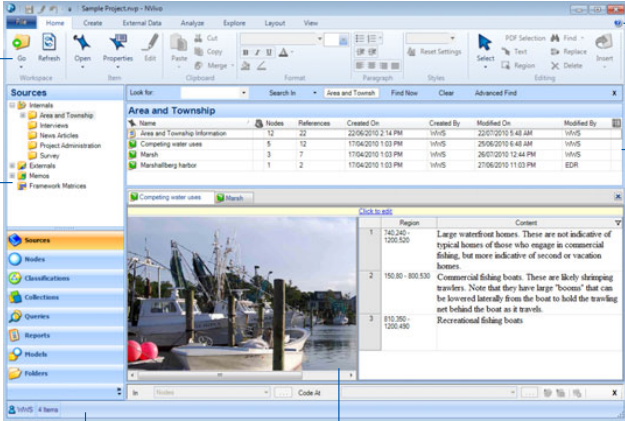 Sample Project.nvp - NVivo
File Home Create External Data Analyze Explore Layout View
Go Refresh Open Properties Edit Paste Cut Copy Merge
B I U A
Reset Settings
Select PDF Selection Text Region Find Replace Delete Insert
Workspace Item Clipboard Format Paragraph Styles Editing
Sources
Look for: Search In Area and Townsh Find Now Clear Advanced Find x
Internals
Area and Township
Interviews
News Articles
Project Administration
Survey
Externals
Memos
Framework Matrices
Area and Township
Name Nodes References Created On Created By Modified On Modified By
Area and Township Information 12 22 22/06/2010 2:14 PM WWS 22/07/2010 5:48 AM WWS
Competing water uses 5 12 17/04/2010 1:03 PM WWS 25/06/2010 6:48 AM WWS
Marsh 3 7 17/04/2010 1:03 PM WWS 26/07/2010 12:44 PM WWS
Marshallberg harbor 1 2 17/04/2010 1:03 PM WWS 27/06/2010 11:03 PM EDR
Competing water uses Marsh
Click to edit
Region Content
1 740,240 - 1200,520 Large waterfront homes. These are not indicative of
typical homes of those who engage in commercial
fishing, but more indicative of second or vacation
homes.
2 150,80 - 800,530 Commercial fishing boats. These are likely shrimping
trawlers. Note that they have large "booms" that can
be lowered laterally from the boat to hold the trawling
net behind the boat as it travels.
3 810,350 - 1200,490 Recreational fishing boats
Sources
Nodes
Classifications
Collections
Queries
Reports
Models
Folders
In Nodes Code At x
WWS 4 Items